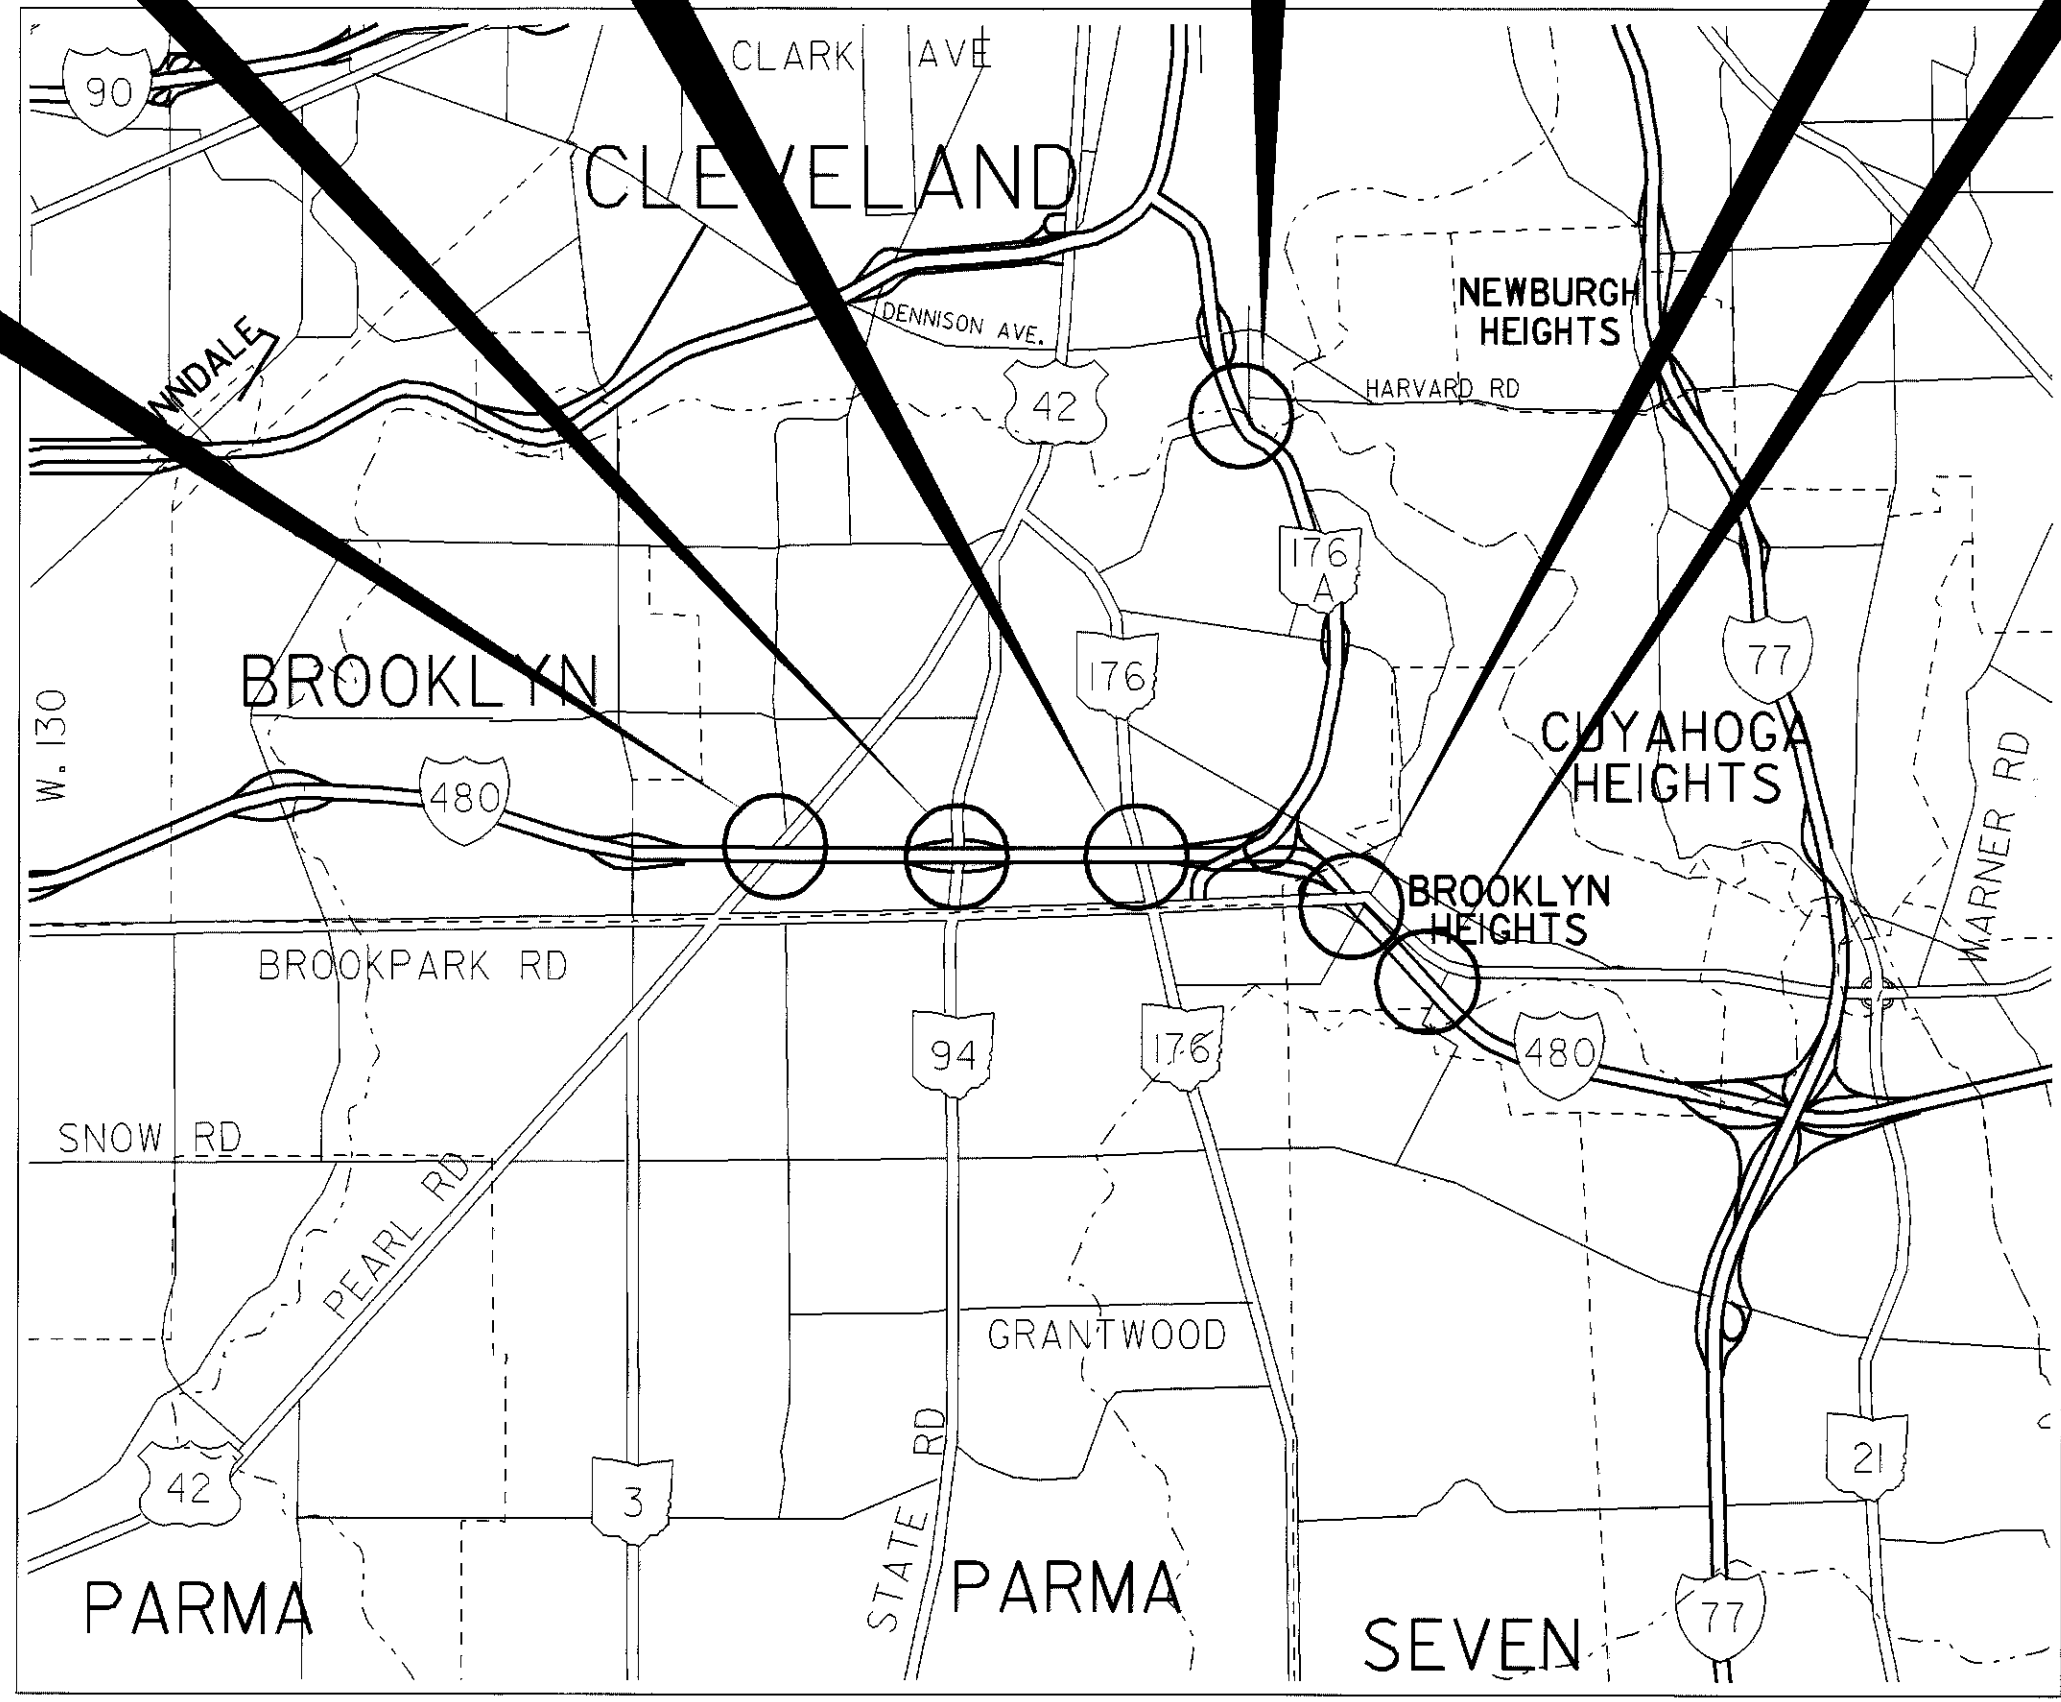 CLARK AVE
90
CLEVELAND
NEWBURGH
HEIGHTS
DENNISON AVE.
NNDALE
42
HARVARD RD
176
A
BROOKLYN
176
77
W. 130
CUYAHOGA
HEIGHTS
480
WARNER RD
BROOKLYN
HEIGHTS
BROOKPARK RD
94
176
480
SNOW RD
PEARL RD
GRANTWOOD
STATE RD
42
3
21
PARMA
PARMA
SEVEN
77